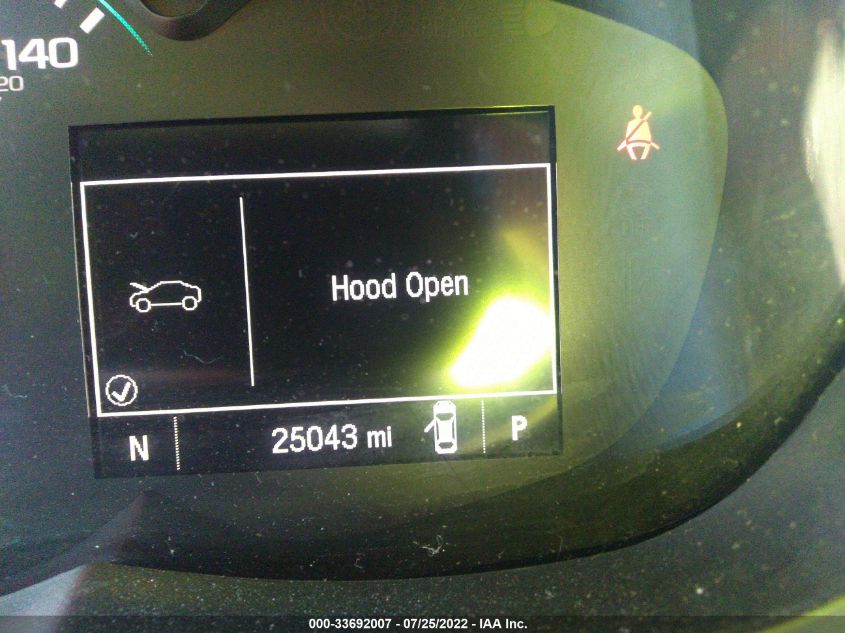 140
20
Hood Open
N 25043 mi P
000-33692007 - 07/25/2022 - IAA Inc.